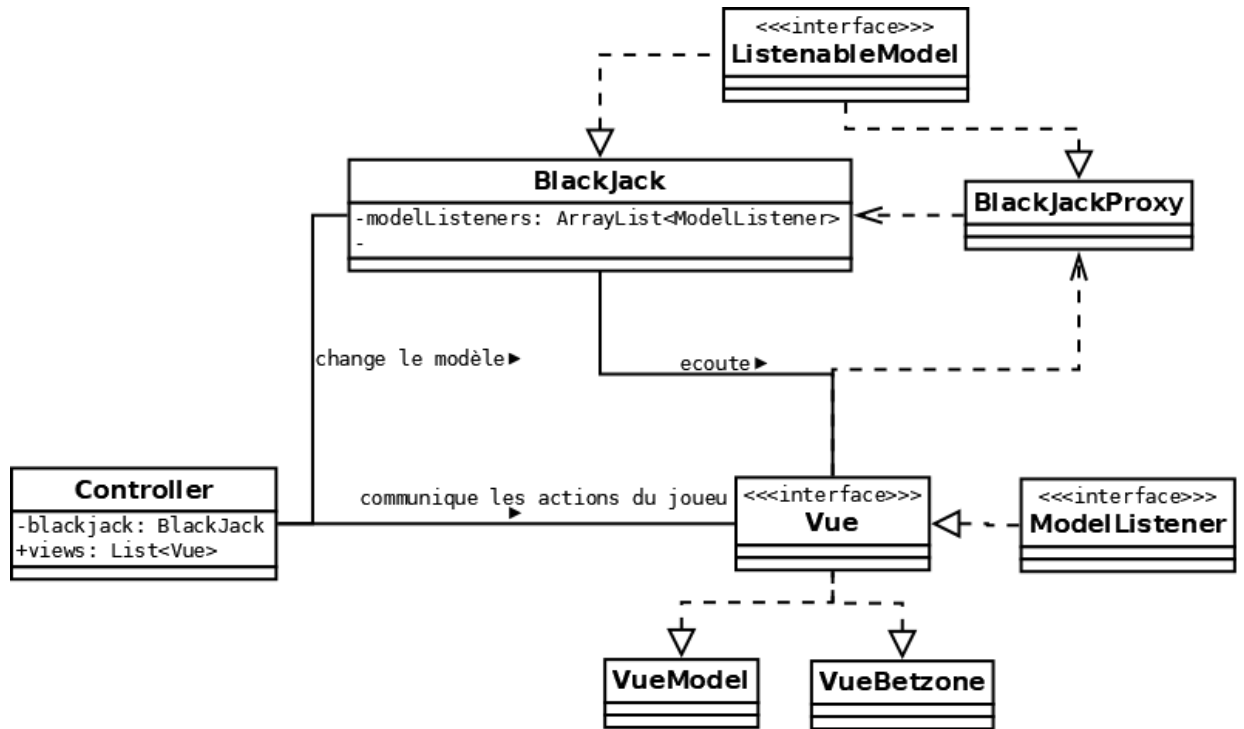 <<<interface>>>
ListenableModel
BlackJack
-modelListeners: ArrayList<ModelListener>
-
BlackJackProxy
change le modèle►
ecoute►
Controller
-blackjack: BlackJack
+views: List<Vue>
communique les actions du joueu
►
<<<interface>>>
Vue
<<<interface>>>
ModelListener
VueModel
VueBetzone